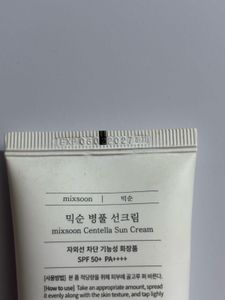 mixsoon | 믹순
믹순 병풀 선크림
mixsoon Centella Sun Cream
자외선 차단 기능성 화장품
SPF 50+ PA++++
[사용방법] 본 품 적당량을 취해 피부에 골고루 펴 바른다.
[How to use] Take an appropriate amount, spread
it evenly along with the skin texture, and tap lightly